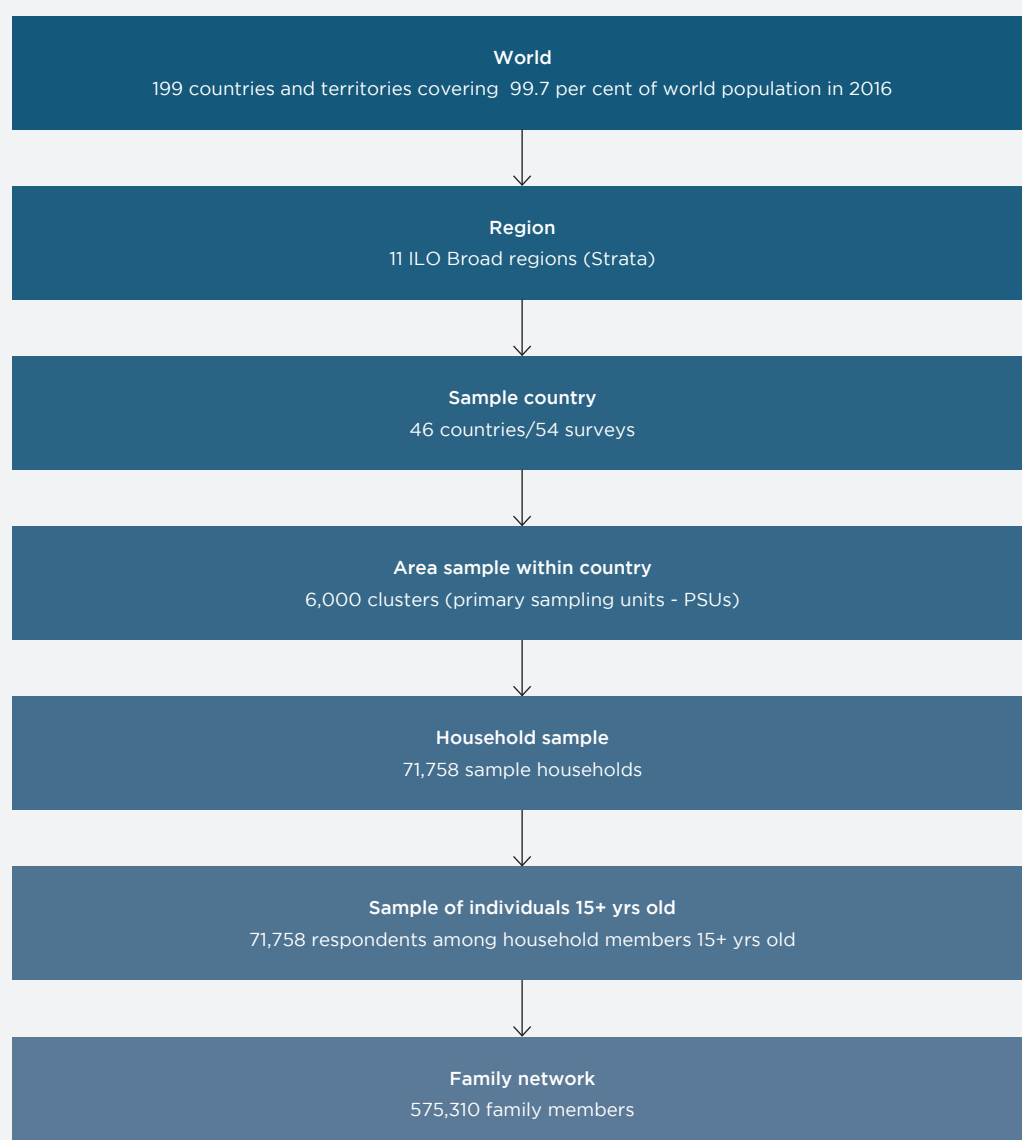 World
199 countries and territories covering  99.7 per cent of world population in 2016
Region
11 ILO Broad regions (Strata)
Sample country
46 countries/54 surveys
Area sample within country
6,000 clusters (primary sampling units - PSUs)
Household sample
71,758 sample households
Sample of individuals 15+ yrs old
71,758 respondents among household members 15+ yrs old
Family network
575,310 family members